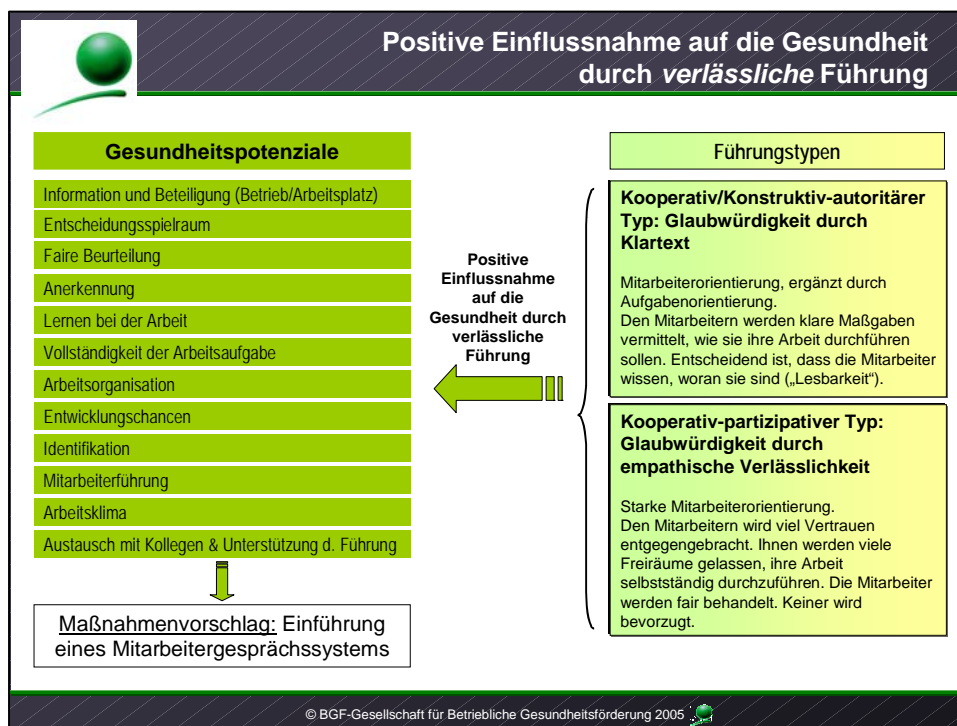 Positive Einflussnahme auf die Gesundheit
durch verlässliche Führung
Gesundheitspotenziale
Information und Beteiligung (Betrieb/Arbeitsplatz)
Entscheidungsspielraum
Faire Beurteilung
Anerkennung
Lernen bei der Arbeit
Vollständigkeit der Arbeitsaufgabe
Arbeitsorganisation
Entwicklungschancen
Identifikation
Mitarbeiterführung
Arbeitsklima
Austausch mit Kollegen & Unterstützung d. Führung
Maßnahmenvorschlag: Einführung
eines Mitarbeitergesprächssystems
Positive
Einflussnahme
auf die
Gesundheit durch
verlässliche
Führung
Führungstypen
Kooperativ/Konstruktiv-autoritärer
Typ: Glaubwürdigkeit durch
Klartext
Mitarbeiterorientierung, ergänzt durch
Aufgabenorientierung.
Den Mitarbeitern werden klare Maßgaben
vermittelt, wie sie ihre Arbeit durchführen
sollen. Entscheidend ist, dass die Mitarbeiter
wissen, woran sie sind („Lesbarkeit“).
Kooperativ-partizipativer Typ:
Glaubwürdigkeit durch
empathische Verlässlichkeit
Starke Mitarbeiterorientierung.
Den Mitarbeitern wird viel Vertrauen
entgegengebracht. Ihnen werden viele
Freiräume gelassen, ihre Arbeit
selbstständig durchzuführen. Die Mitarbeiter
werden fair behandelt. Keiner wird
bevorzugt.
© BGF-Gesellschaft für Betriebliche Gesundheitsförderung 2005